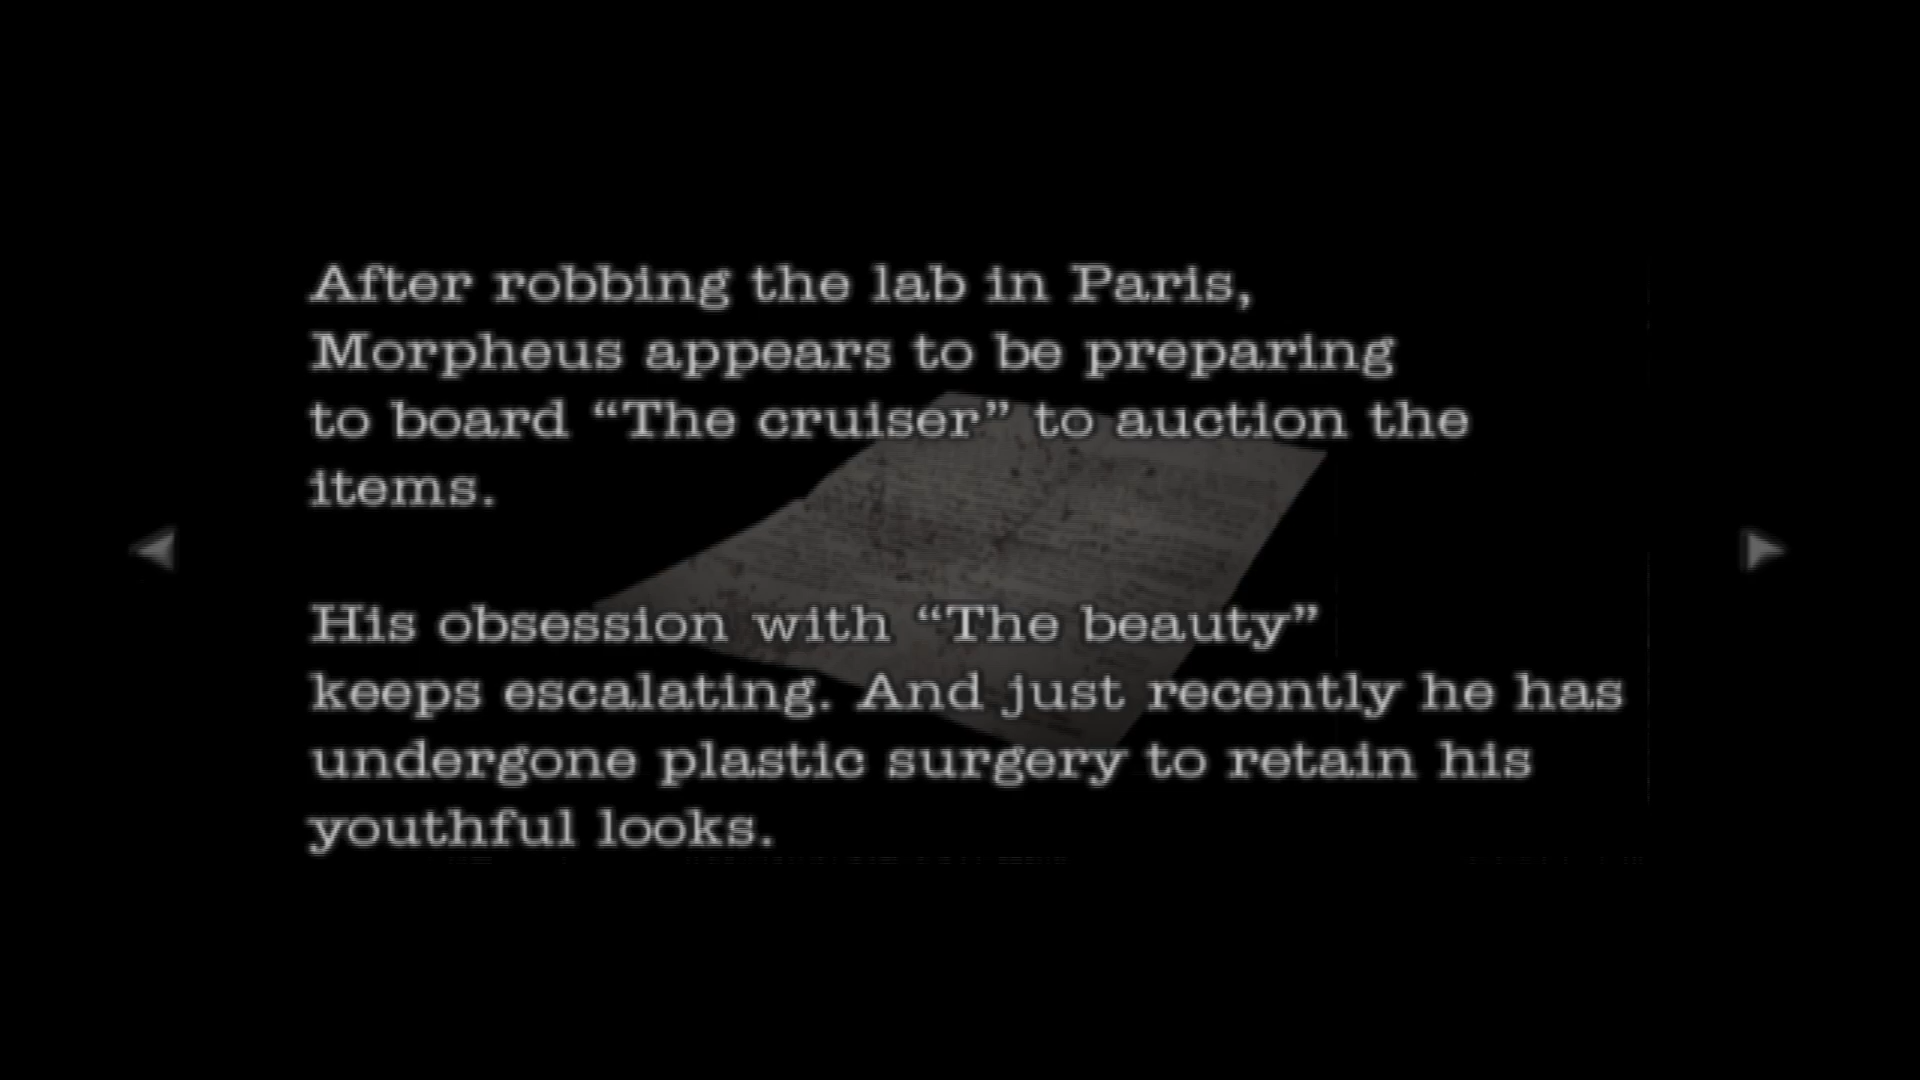 After robbing the lab in Paris,
Morpheus appears to be preparing
to board “The cruiser” to auction the
items.
His obsession with “The beauty”
keeps escalating. And just recently he has
undergone plastic surgery to retain his
youthful looks.